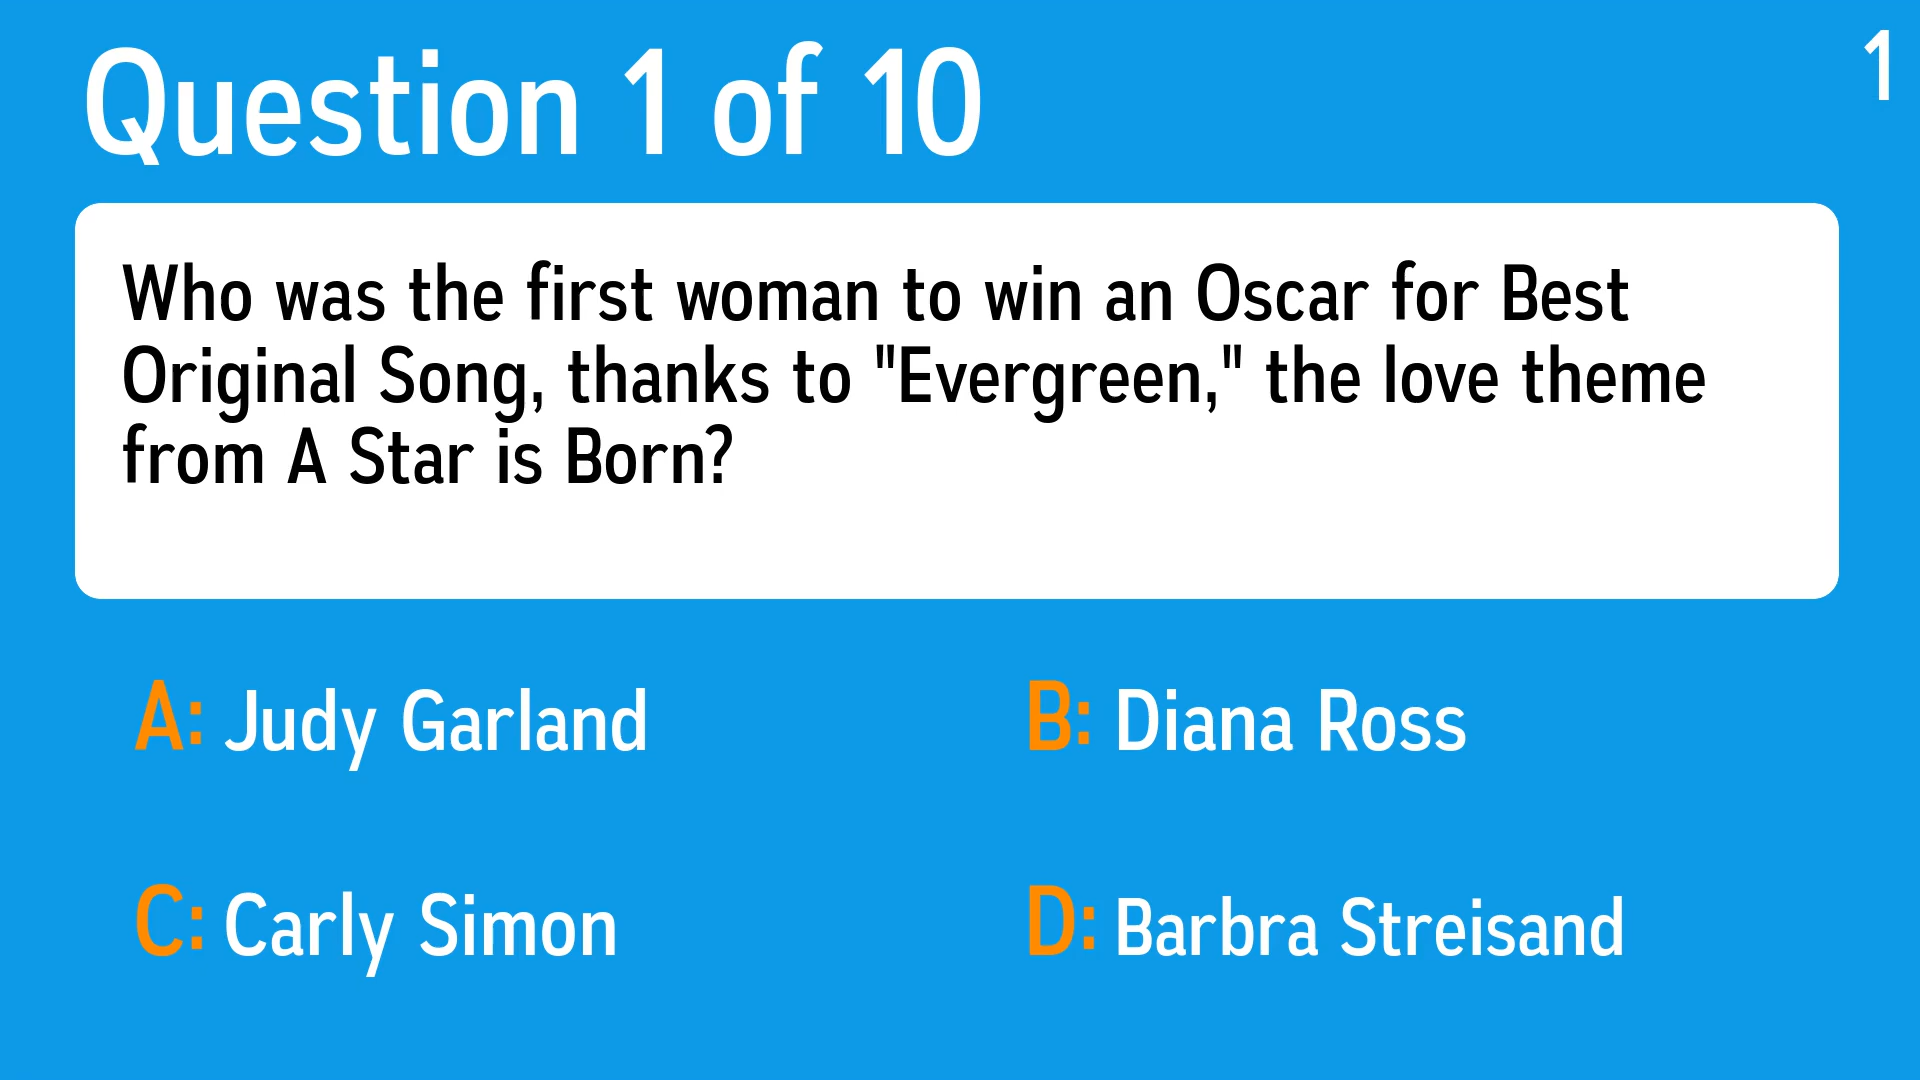 Question 1 of 10
1
Who was the first woman to win an Oscar for Best
Original Song, thanks to "Evergreen," the love theme
from A Star is Born?
A: Judy Garland
B: Diana Ross
C: Carly Simon
D: Barbra Streisand